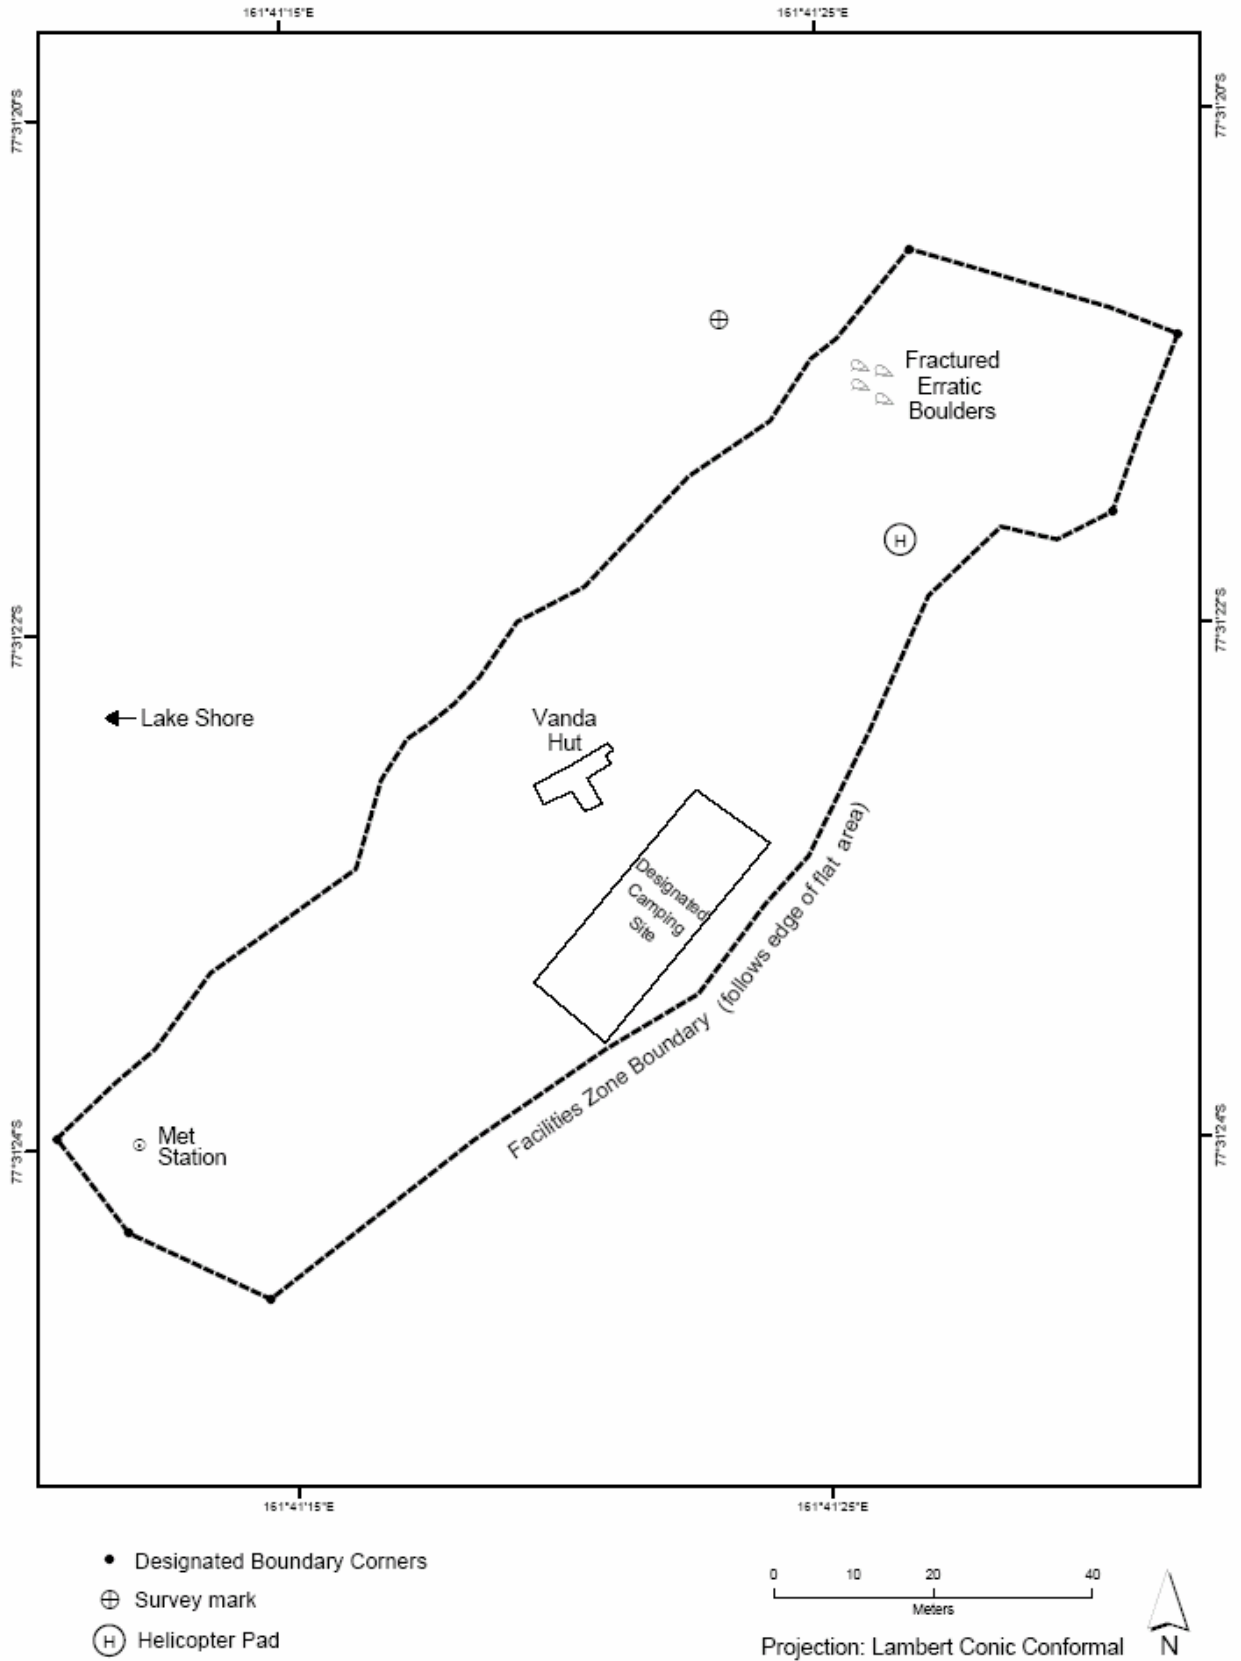 161°41'15"E
161°41'25"E
77°31'20"S
77°31'20"S
Fractured
Erratic
Boulders
H
77°31'22"S
77°31'22"S
Lake Shore
Vanda
Hut
Designated
Camping
Site
Facilities Zone Boundary (follows edge of flat area)
Met
Station
77°31'24"S
77°31'24"S
161°41'15"E
161°41'25"E
Designated Boundary Corners
Survey mark
H Helicopter Pad
0 10 20 40
Meters
Projection: Lambert Conic Conformal
N